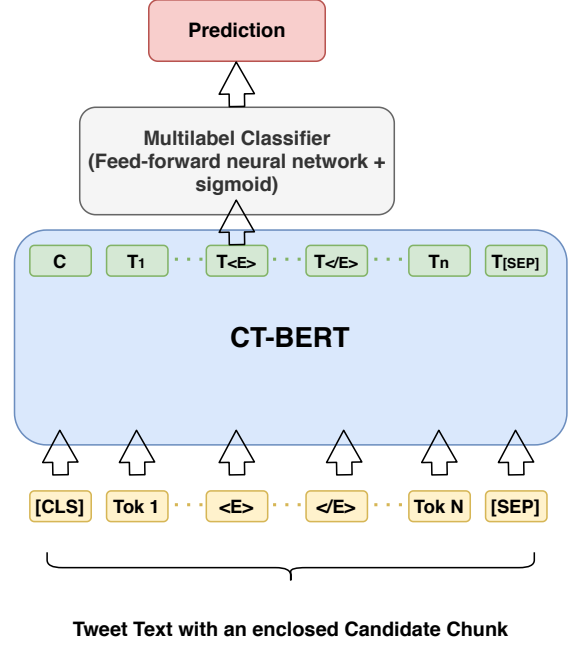 Prediction
Multilabel Classifier
(Feed-forward neural network +
sigmoid)
C T1 ··· T<E> ··· T</E> ··· Tn T[SEP]
CT-BERT
[CLS] Tok 1 ··· <E> ··· </E> ··· Tok N [SEP]
Tweet Text with an enclosed Candidate Chunk